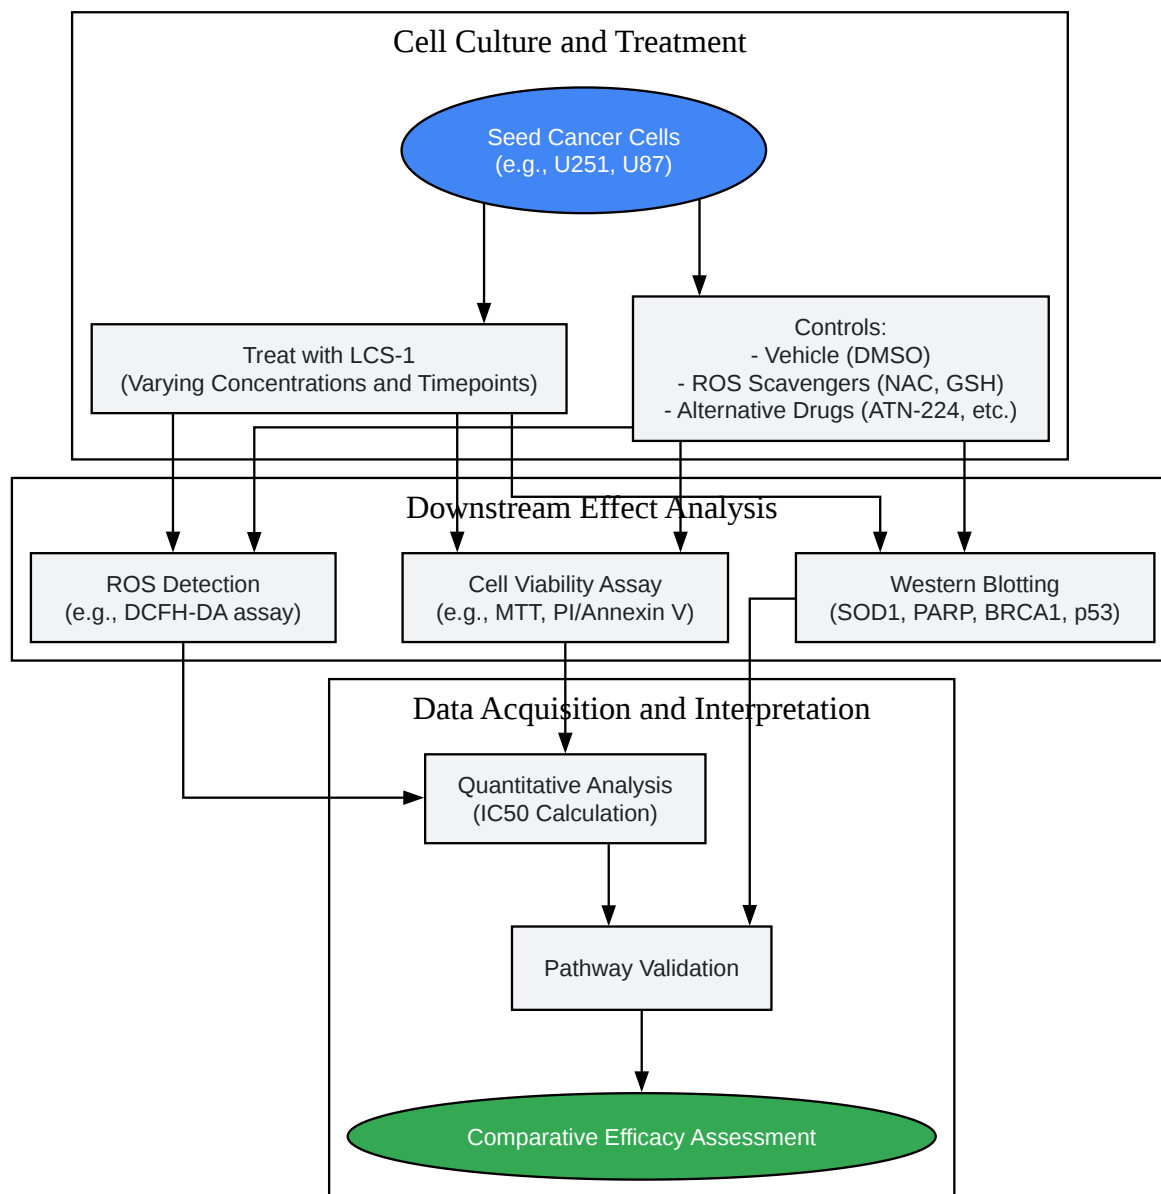 Cell Culture and Treatment
Seed Cancer Cells
(e.g., U251, U87)
Treat with LCS-1
(Varying Concentrations and Timepoints)
Controls:
- Vehicle (DMSO)
- ROS Scavengers (NAC, GSH)
- Alternative Drugs (ATN-224, etc.)
Downstream Effect Analysis
ROS Detection
(e.g., DCFH-DA assay)
Cell Viability Assay
(e.g., MTT, PI/Annexin V)
Western Blotting
(SOD1, PARP, BRCA1, p53)
Data Acquisition and Interpretation
Quantitative Analysis
(IC50 Calculation)
Pathway Validation
Comparative Efficacy Assessment